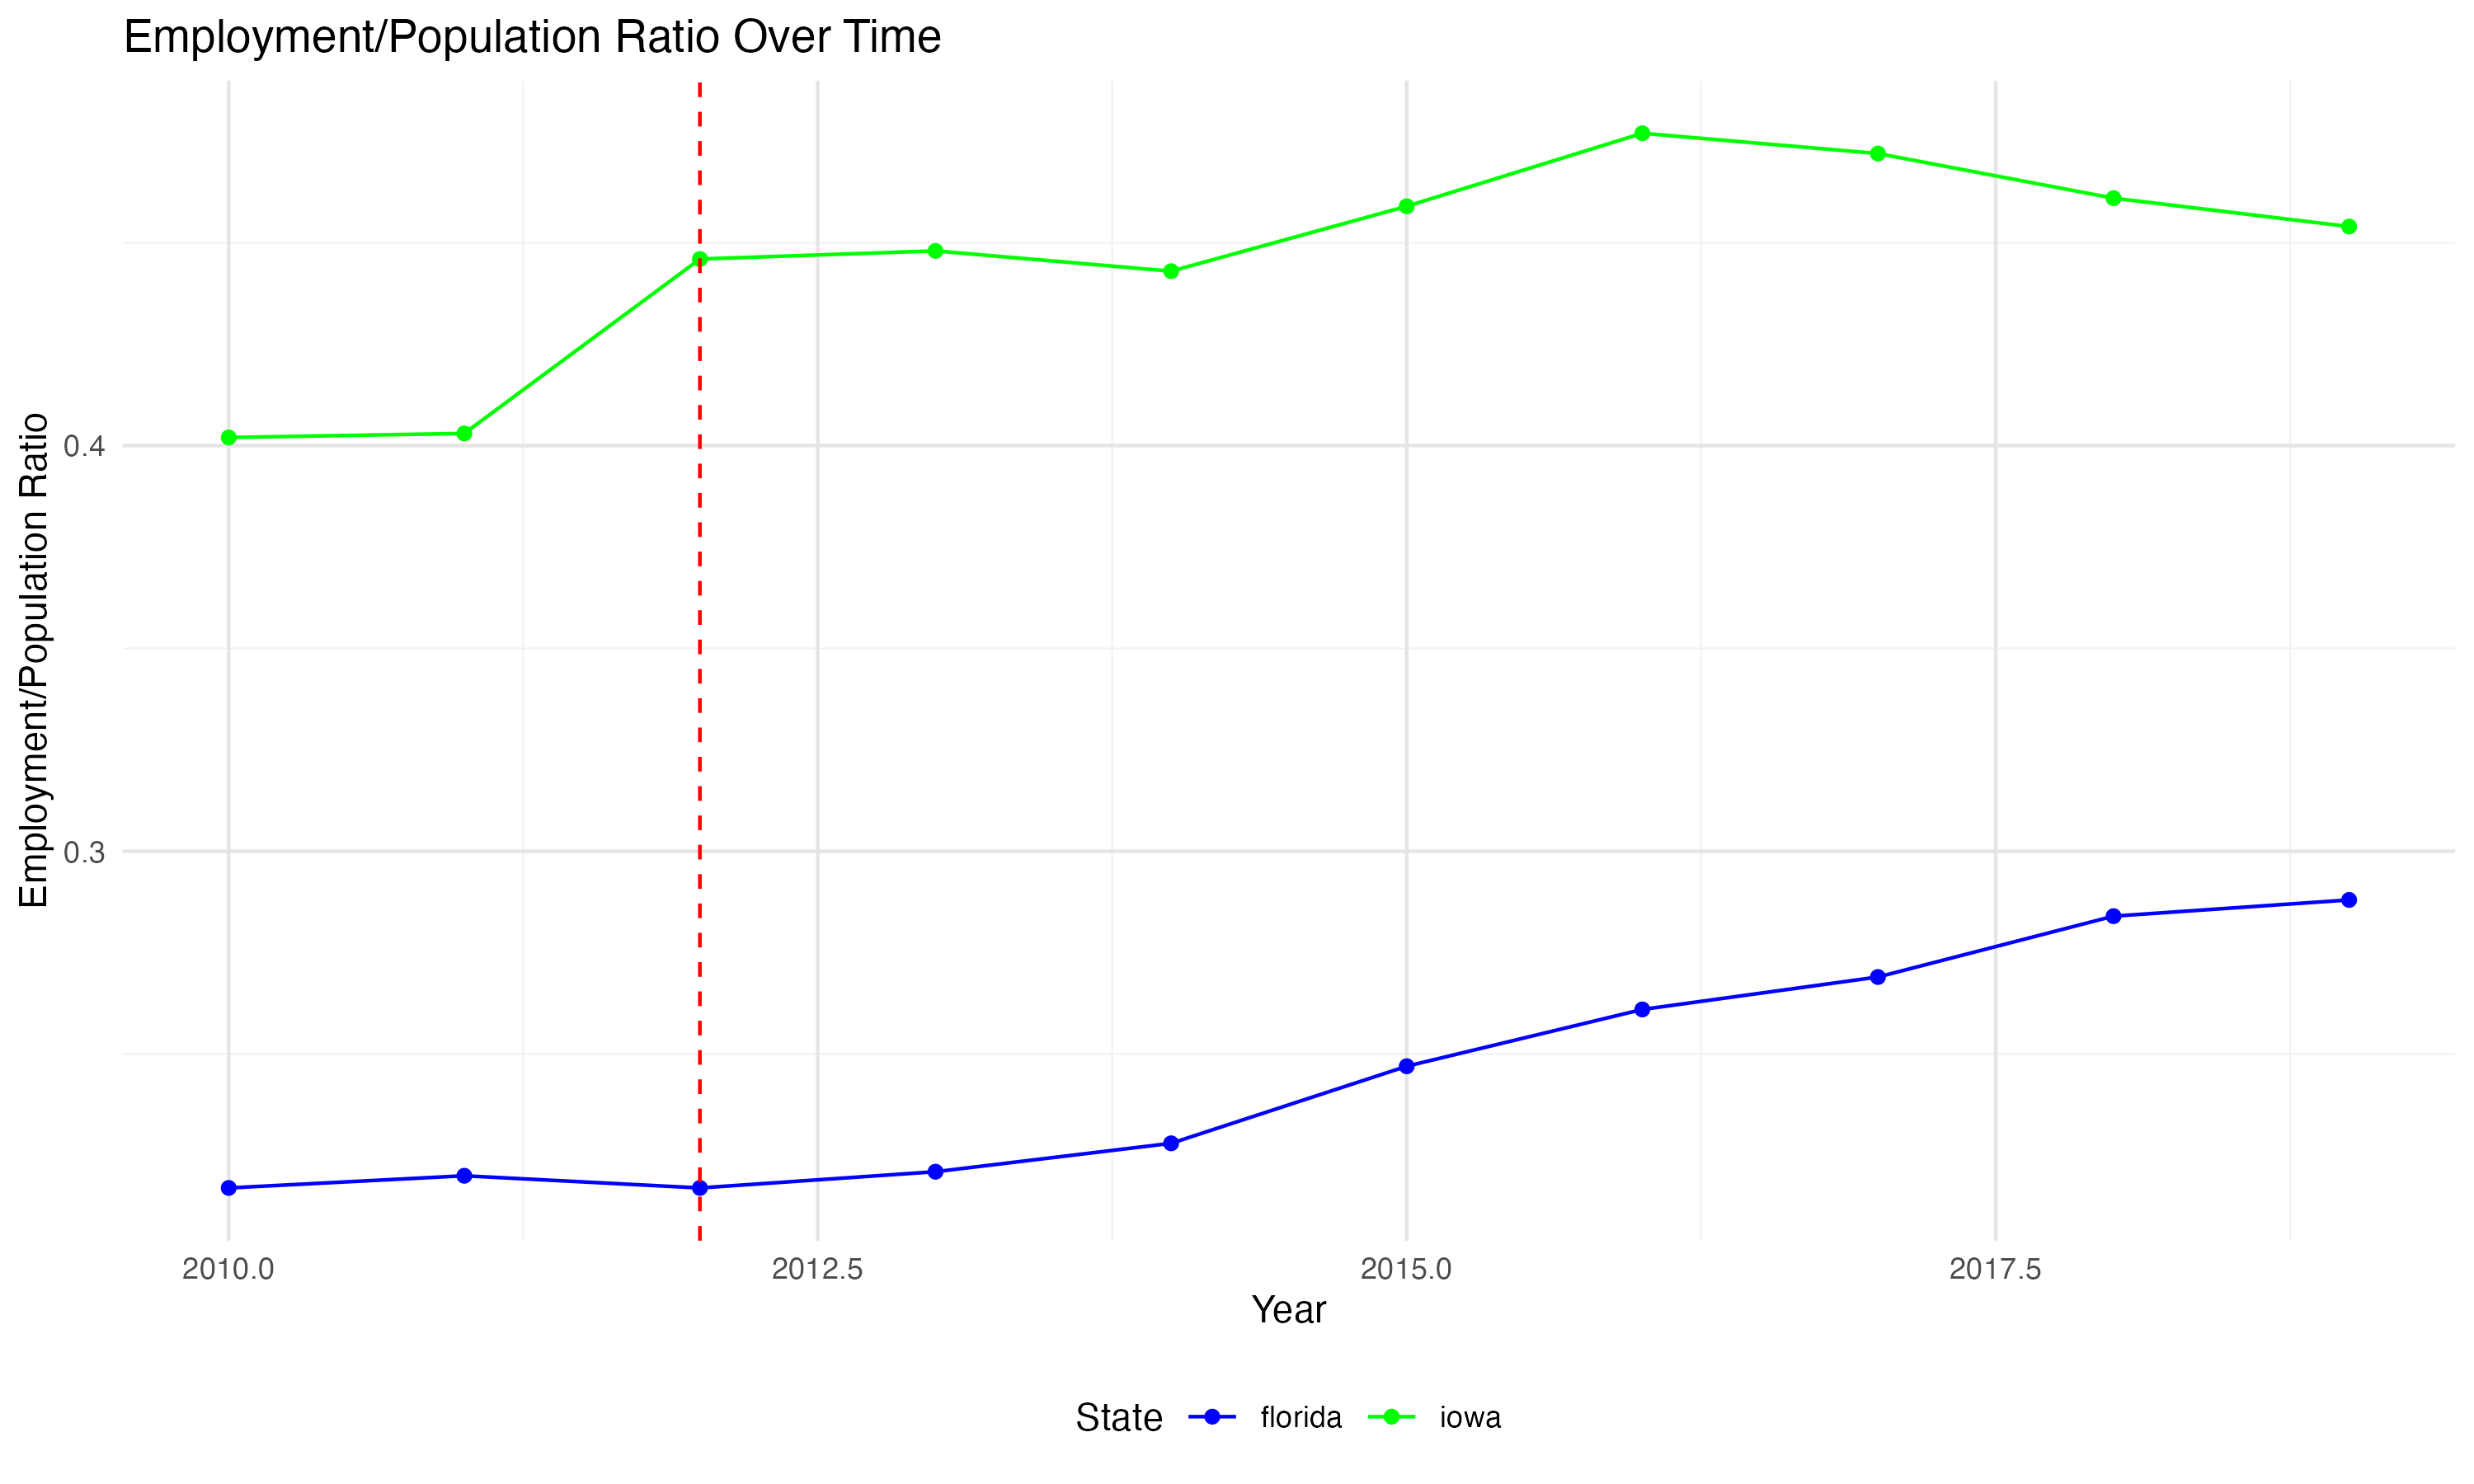 Employment/Population Ratio Over Time
Employment/Population Ratio
0.4
0.3
2010.0 2012.5 2015.0 2017.5
Year
State florida iowa